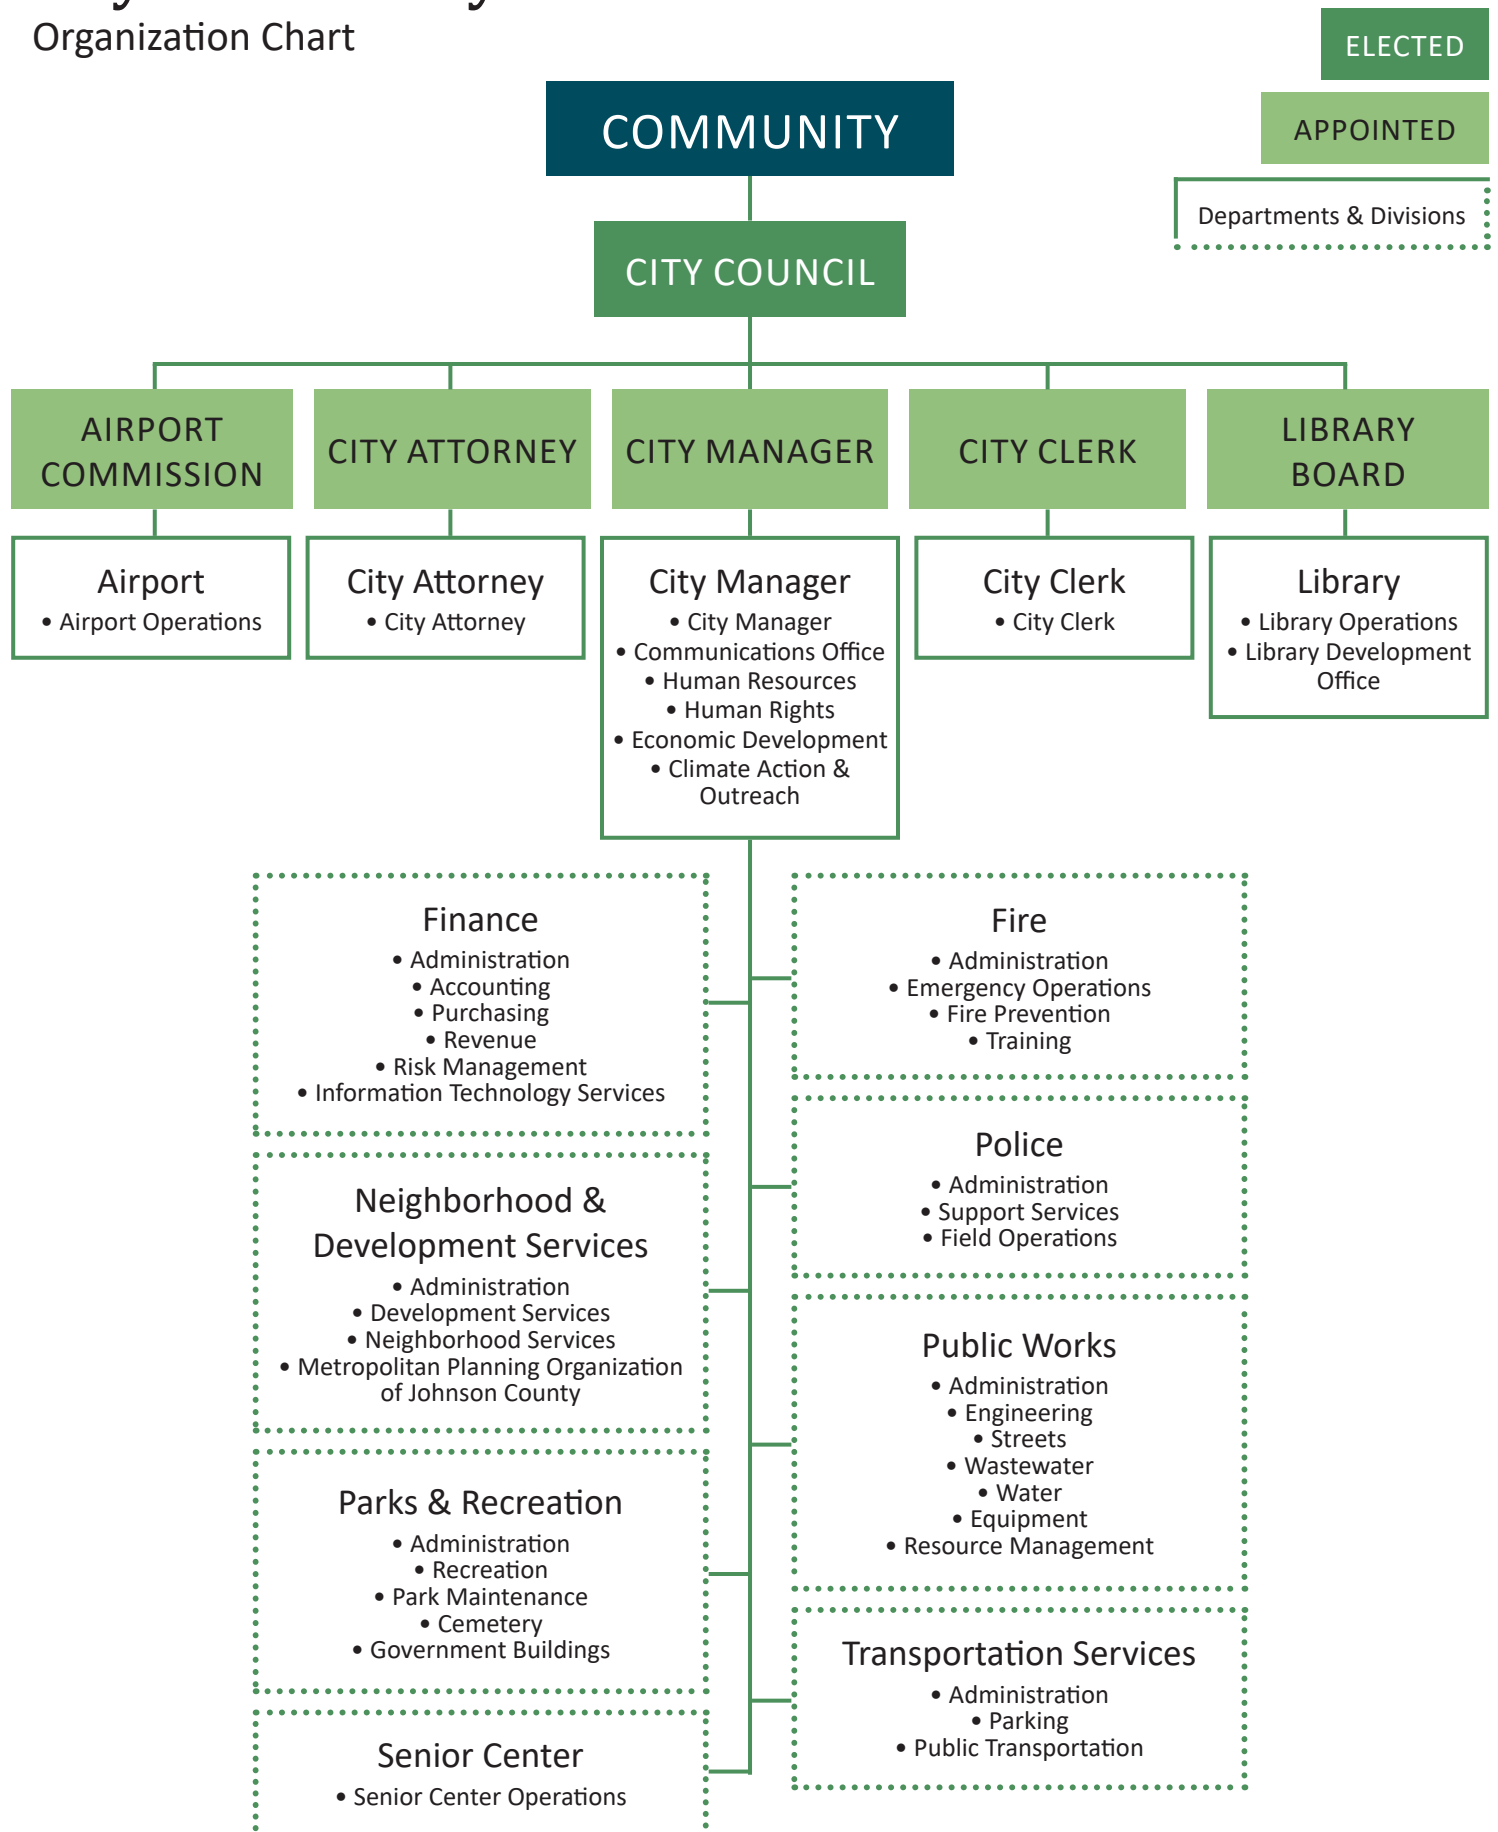 Organization Chart
ELECTED
APPOINTED
Departments & Divisions
COMMUNITY
CITY COUNCIL
AIRPORT
COMMISSION
CITY ATTORNEY
CITY MANAGER
CITY CLERK
LIBRARY
BOARD
Airport
• Airport Operations
City Attorney
• City Attorney
City Manager
• City Manager
• Communications Office
• Human Resources
• Human Rights
• Economic Development
• Climate Action &
Outreach
City Clerk
• City Clerk
Library
• Library Operations
• Library Development
Office
Finance
• Administration
• Accounting
• Purchasing
• Revenue
• Risk Management
• Information Technology Services
Neighborhood &
Development Services
• Administration
• Development Services
• Neighborhood Services
• Metropolitan Planning Organization
of Johnson County
Parks & Recreation
• Administration
• Recreation
• Park Maintenance
• Cemetery
• Government Buildings
Senior Center
• Senior Center Operations
Fire
• Administration
• Emergency Operations
• Fire Prevention
• Training
Police
• Administration
• Support Services
• Field Operations
Public Works
• Administration
• Engineering
• Streets
• Wastewater
• Water
• Equipment
• Resource Management
Transportation Services
• Administration
• Parking
• Public Transportation